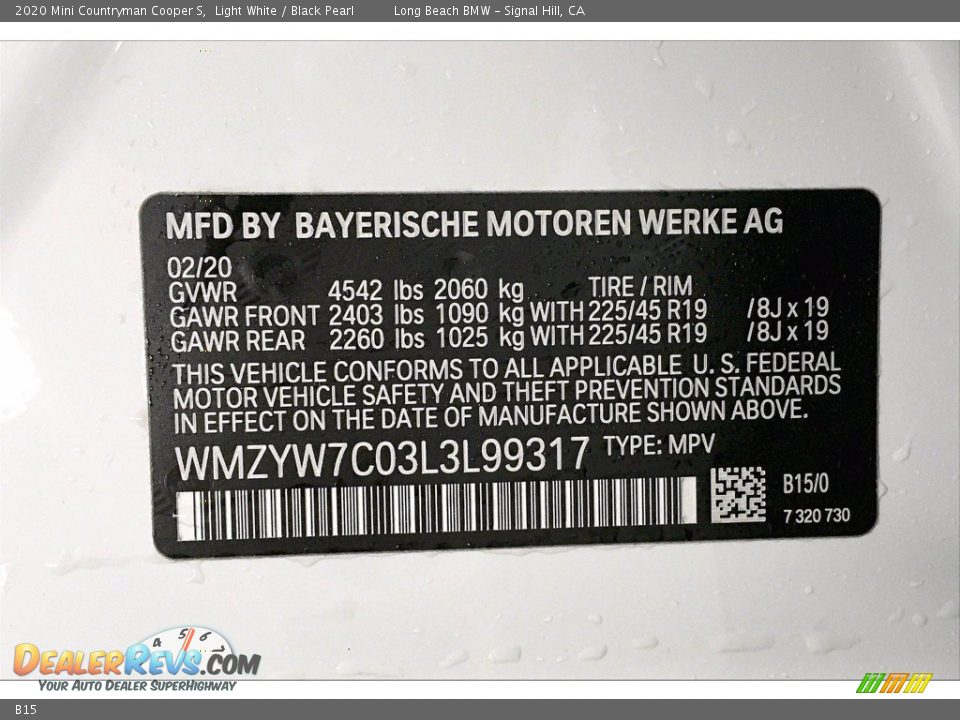 2020 Mini Countryman Cooper S, Light White / Black Pearl Long Beach BMW - Signal Hill, CA
MFD BY BAYERISCHE MOTOREN WERKE AG
02/20
GVWR 4542 lbs 2060 kg TIRE / RIM
GAWR FRONT 2403 lbs 1090 kg WITH 225/45 R19 /8J x 19
GAWR REAR 2260 lbs 1025 kg WITH 225/45 R19 /8J x 19
THIS VEHICLE CONFORMS TO ALL APPLICABLE U. S. FEDERAL
MOTOR VEHICLE SAFETY AND THEFT PREVENTION STANDARDS
IN EFFECT ON THE DATE OF MANUFACTURE SHOWN ABOVE.
WMZYW7C03L3L99317 TYPE: MPV
B15/0
7 320 730
4 5 6 7
DEALERREVS.COM
YOUR AUTO DEALER SUPERHIGHWAY
B15